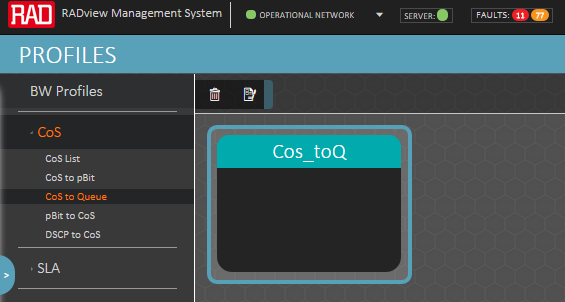 RAD RADview Management System OPERATIONAL NETWORK SERVER: FAULTS: 11 77
PROFILES
BW Profiles
CoS
CoS List
CoS to pBit
CoS to Queue
pBit to CoS
DSCP to CoS
SLA
>
Cos_toQ